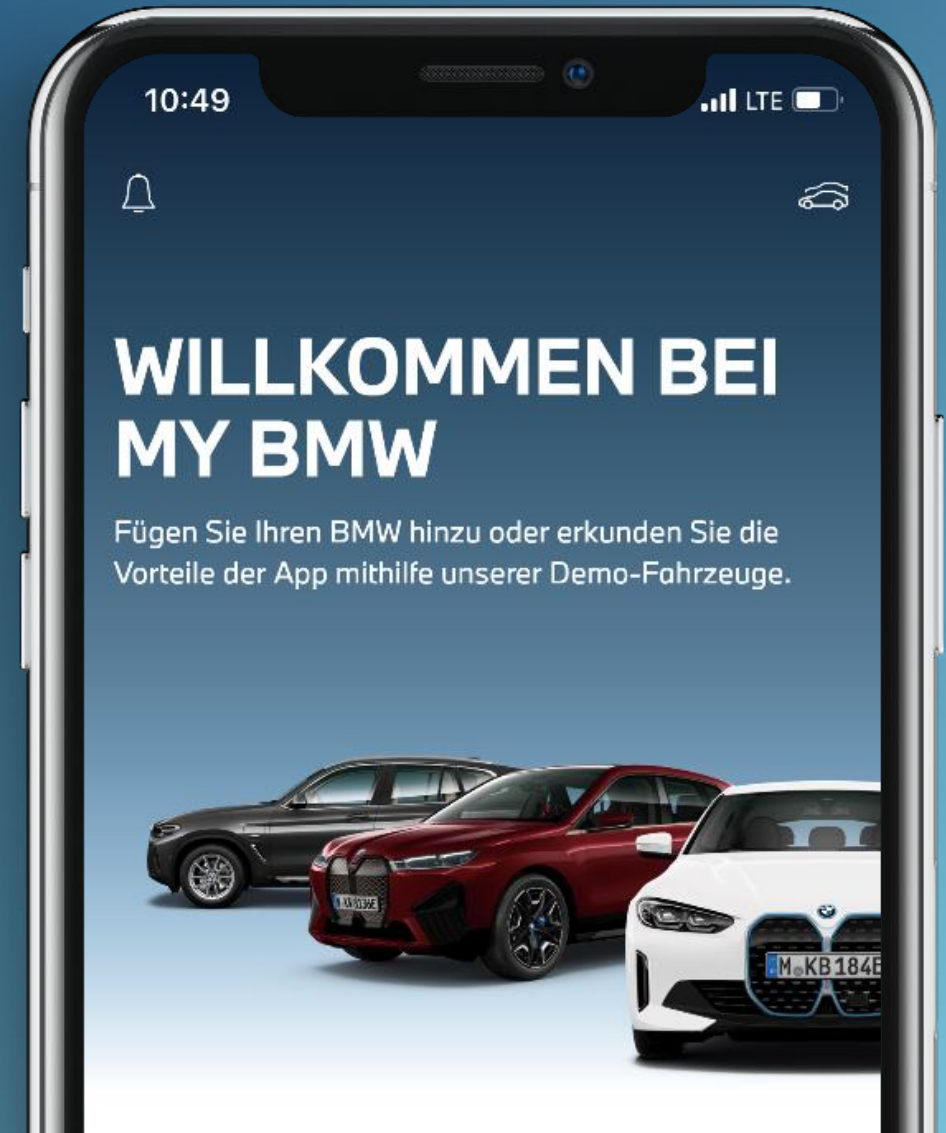 10:49
LTE
WILLKOMMEN BEI
MY BMW
Fügen Sie Ihren BMW hinzu oder erkunden Sie die
Vorteile der App mithilfe unserer Demo-Fahrzeuge.
M KB 184E